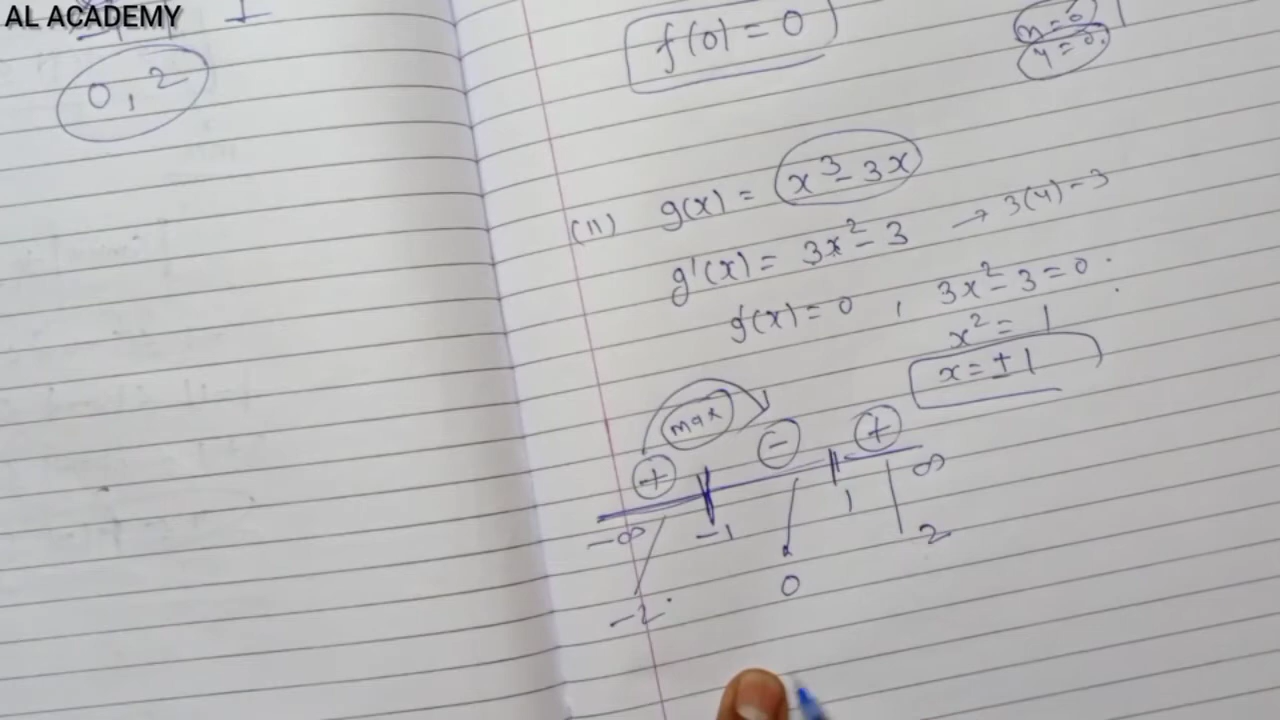 AL ACADEMY
0, 2
f(0) = 0
x=0
y=0.
(11) g(x) = x³-3x
g'(x) = 3x²-3 → 3(4)-3
g'(x) = 0 , 3x²-3=0.
x² = 1
x=±1
max
+ - +
-∞ -1 1 ∞
-2 0 2